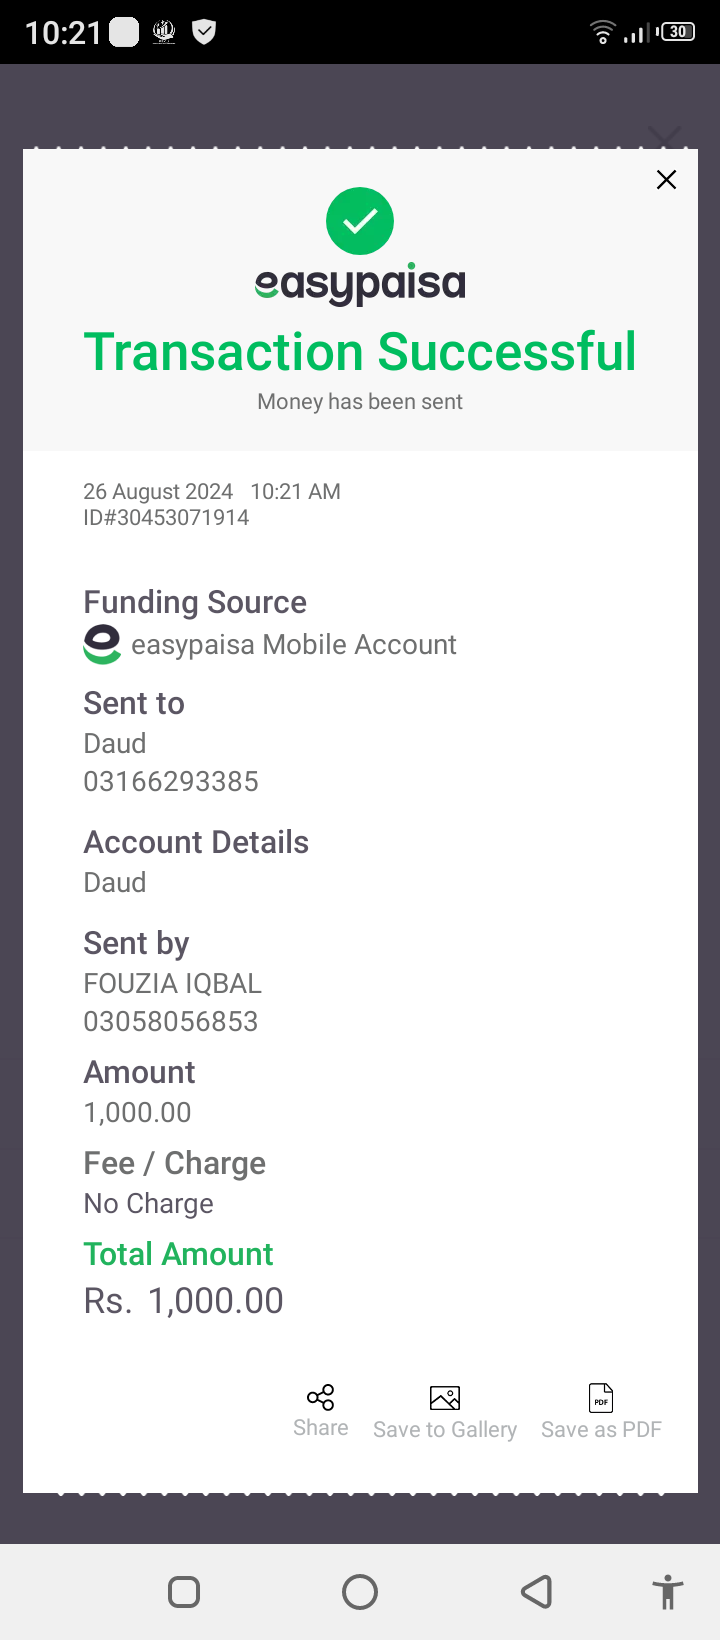 10:21
30
easypaisa
Transaction Successful
Money has been sent
26 August 2024 10:21 AM
ID#30453071914
Funding Source
easypaisa Mobile Account
Sent to
Daud
03166293385
Account Details
Daud
Sent by
FOUZIA IQBAL
03058056853
Amount
1,000.00
Fee / Charge
No Charge
Total Amount
Rs. 1,000.00
PDF
Share Save to Gallery Save as PDF